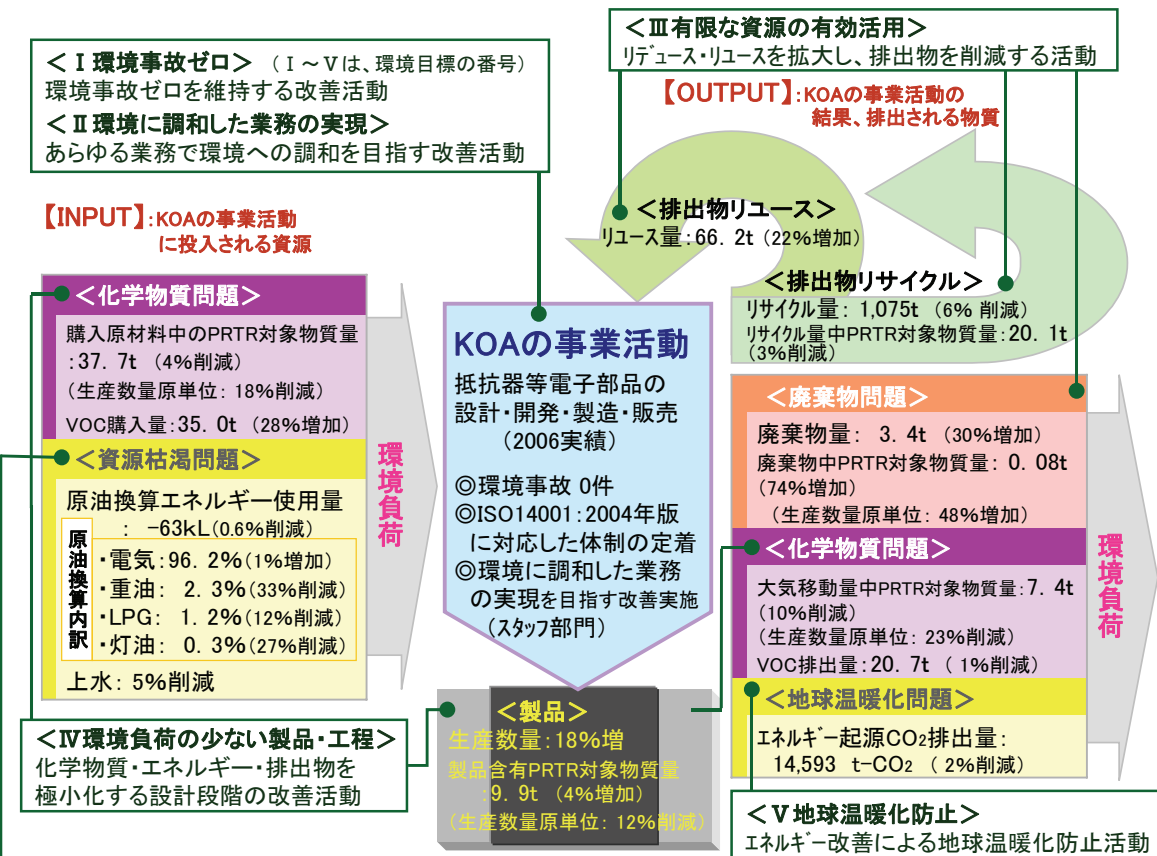 ＜Ⅰ環境事故ゼロ＞ （Ⅰ～Ⅴは、環境目標の番号）
環境事故ゼロを維持する改善活動
＜Ⅱ環境に調和した業務の実現＞
あらゆる業務で環境への調和を目指す改善活動
＜Ⅲ有限な資源の有効活用＞
ﾘﾃﾞｭｰｽ・ﾘﾕｰｽを拡大し、排出物を削減する活動
【OUTPUT】：KOAの事業活動の
結果、排出される物質
＜排出物リユース＞
ﾘﾕｰｽ量：66．2t （22%増加）
＜排出物リサイクル＞
ﾘｻｲｸﾙ量： 1,075t （6% 削減）
ﾘｻｲｸﾙ量中PRTR対象物質量：20．1t
（3%削減）
【INPUT】：KOAの事業活動
に投入される資源
＜化学物質問題＞
購入原材料中のPRTR対象物質量
：37．7t （4%削減）
（生産数量原単位： 18%削減）
VOC購入量：35．0t （28%増加）
＜資源枯渇問題＞
原油換算エネルギー使用量
： －63kL（0.6%削減）
原油換算内訳
・電気：96．2%（1%増加）
・重油： 2．3%（33%削減）
・LPG： 1．2%（12%削減）
・灯油： 0．3%（27%削減）
上水： 5%削減
環境負荷
KOAの事業活動
抵抗器等電子部品の
設計・開発・製造・販売
（2006実績）
◎環境事故 0件
◎ISO14001：2004年版
に対応した体制の定着
◎環境に調和した業務
の実現を目指す改善実施
（スタッフ部門）
＜廃棄物問題＞
廃棄物量： 3．4t （30%増加）
廃棄物中PRTR対象物質量： 0．08t
（74%増加）
（生産数量原単位： 48%増加）
＜化学物質問題＞
大気移動量中PRTR対象物質量：7．4t
（10%削減）
（生産数量原単位： 23%削減）
VOC排出量：20．7t （ 1%削減）
＜地球温暖化問題＞
ｴﾈﾙｷﾞｰ起源CO₂排出量：
14,593 t-CO₂ （ 2%削減）
環境負荷
＜製品＞
生産数量：18%増
製品含有PRTR対象物質量
：9．9t （4%増加）
（生産数量原単位： 12%削減）
＜Ⅳ環境負荷の少ない製品・工程＞
化学物質・エネルギー・排出物を
極小化する設計段階の改善活動
＜Ⅴ地球温暖化防止＞
ｴﾈﾙｷﾞｰ改善による地球温暖化防止活動